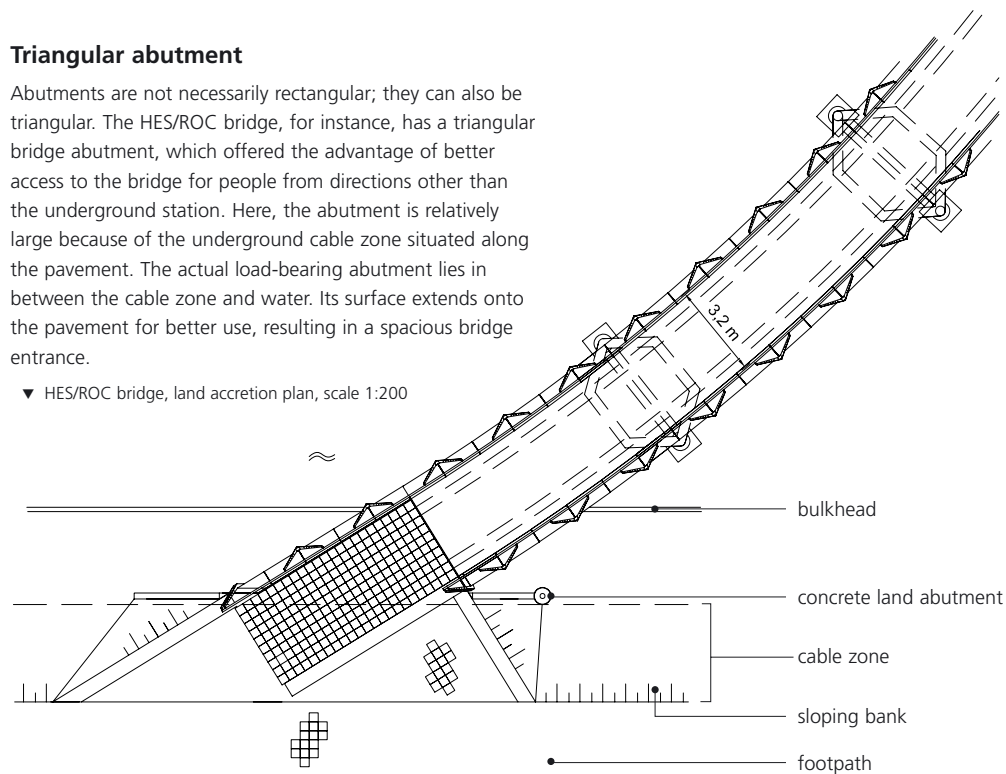 Triangular abutment
Abutments are not necessarily rectangular; they can also be
triangular. The HES/ROC bridge, for instance, has a triangular
bridge abutment, which offered the advantage of better
access to the bridge for people from directions other than
the underground station. Here, the abutment is relatively
large because of the underground cable zone situated along
the pavement. The actual load-bearing abutment lies in
between the cable zone and water. Its surface extends onto
the pavement for better use, resulting in a spacious bridge
entrance.
▼ HES/ROC bridge, land accretion plan, scale 1:200
3,2 m
bulkhead
concrete land abutment
cable zone
sloping bank
footpath